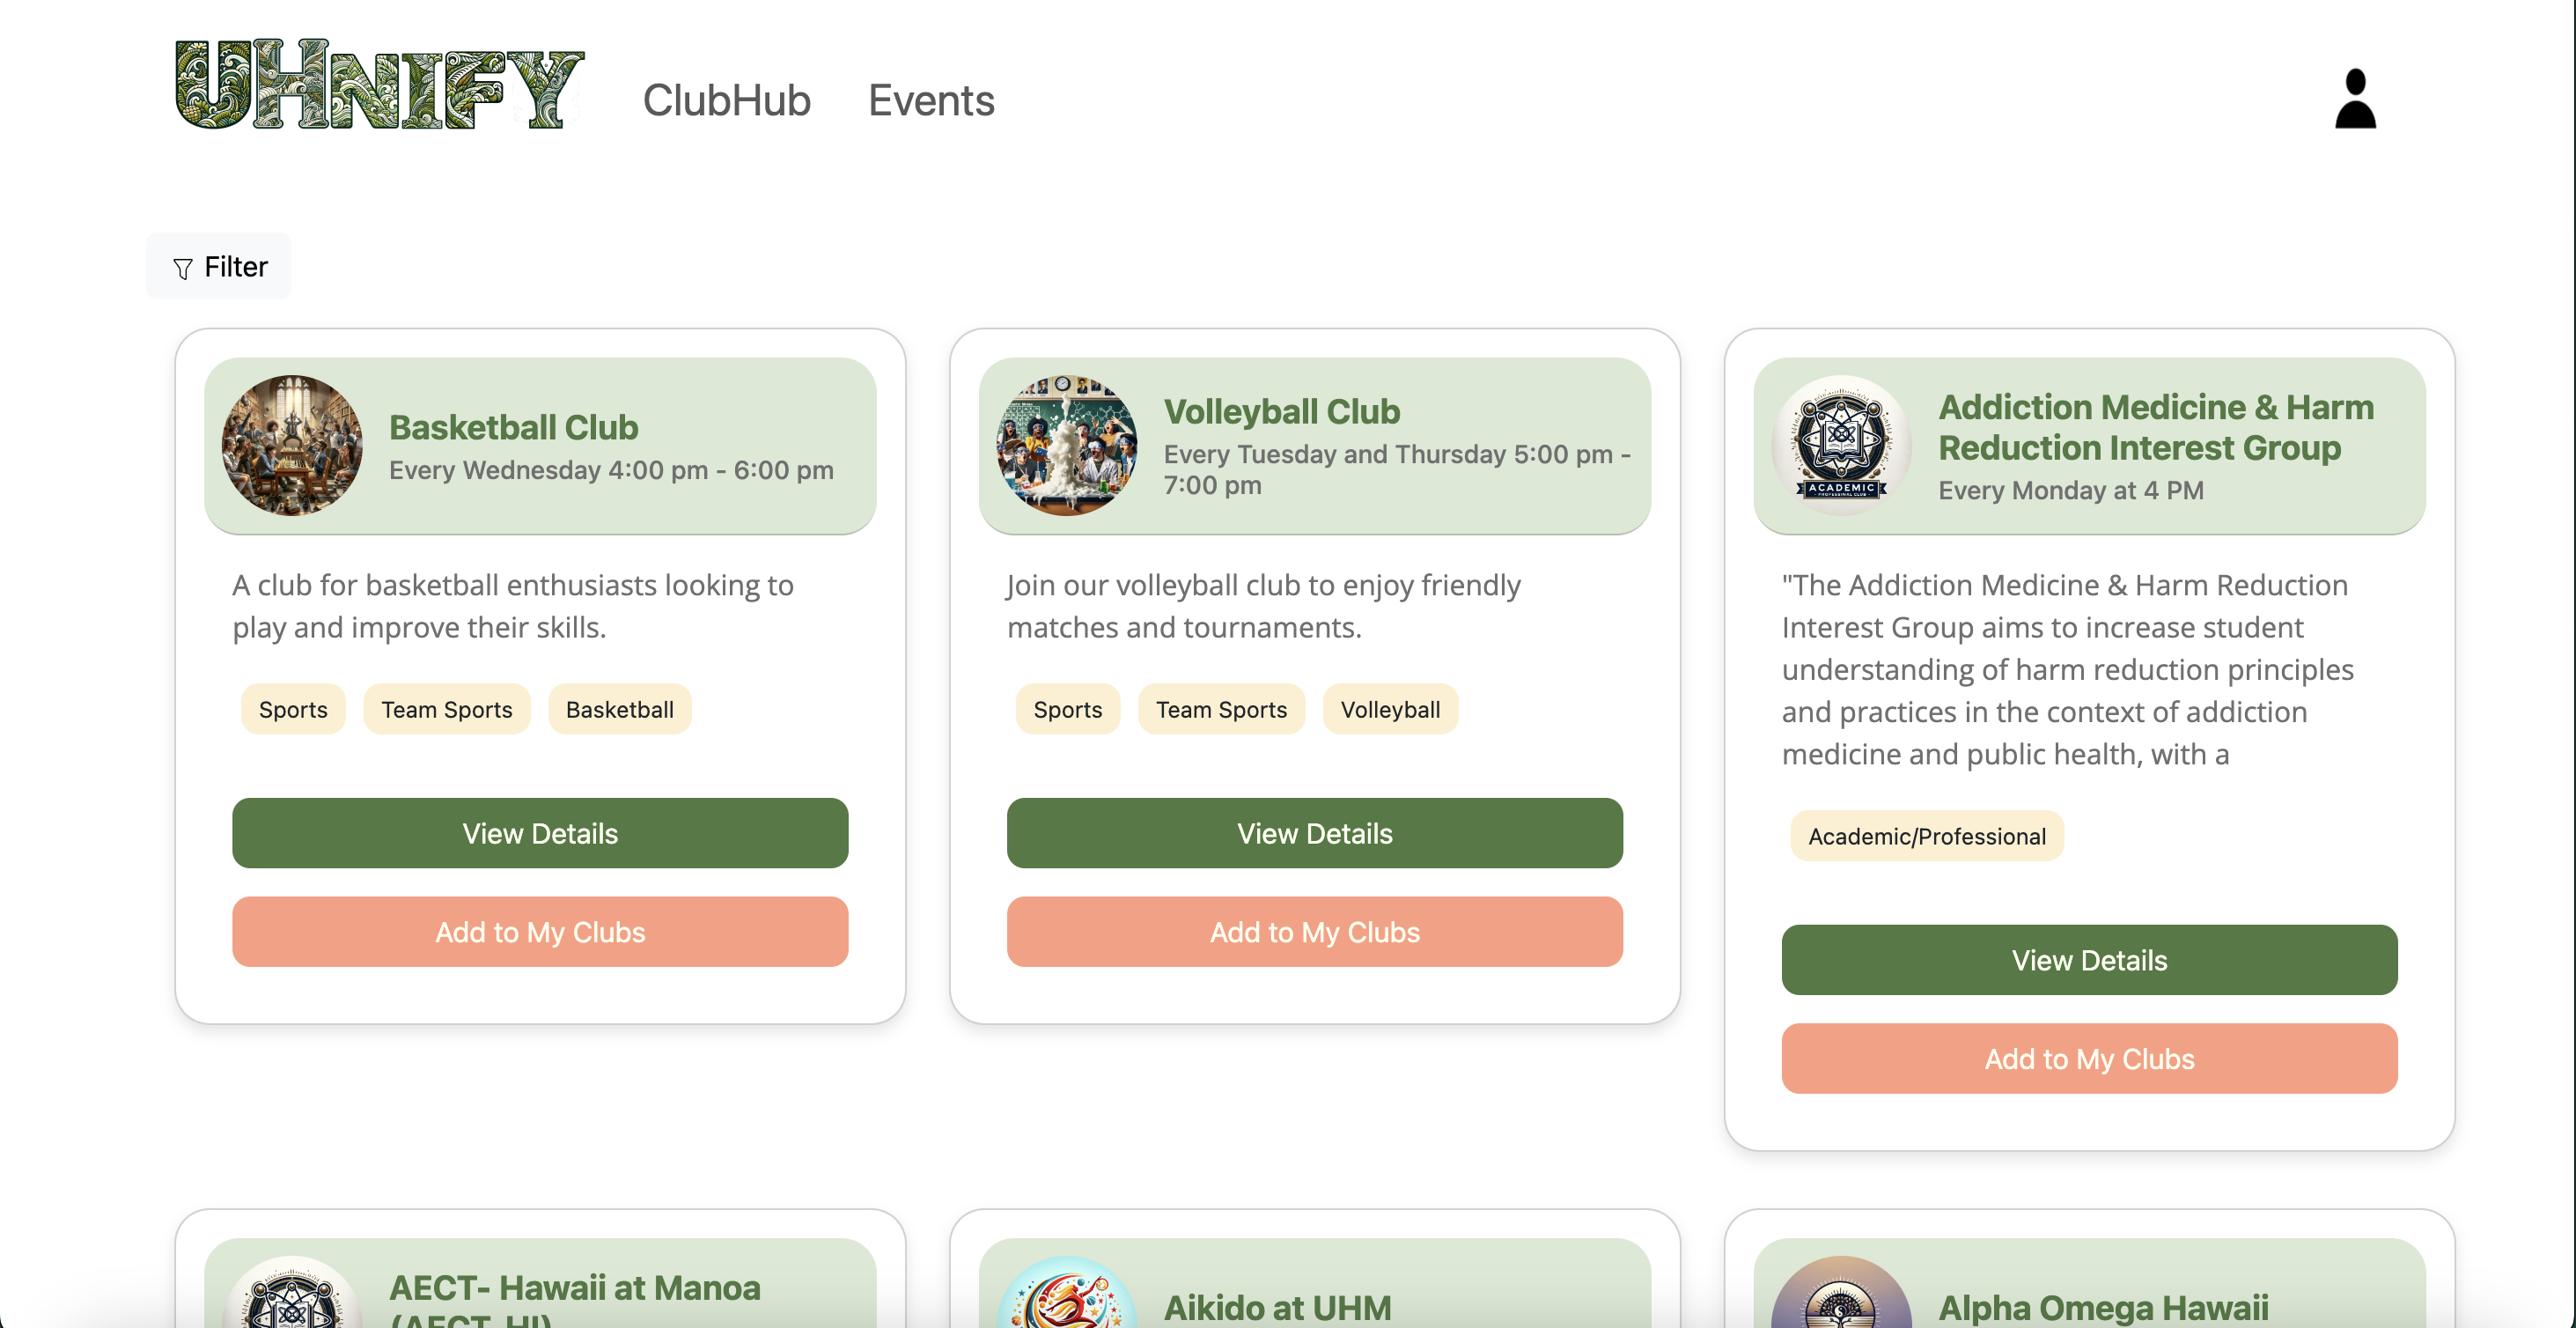 UHNIFY
ClubHub
Events
Filter
Basketball Club
Every Wednesday 4:00 pm - 6:00 pm
A club for basketball enthusiasts looking to
play and improve their skills.
Sports
Team Sports
Basketball
View Details
Add to My Clubs
Volleyball Club
Every Tuesday and Thursday 5:00 pm -
7:00 pm
Join our volleyball club to enjoy friendly
matches and tournaments.
Sports
Team Sports
Volleyball
View Details
Add to My Clubs
ACADEMIC
Addiction Medicine & Harm
Reduction Interest Group
Every Monday at 4 PM
"The Addiction Medicine & Harm Reduction
Interest Group aims to increase student
understanding of harm reduction principles
and practices in the context of addiction
medicine and public health, with a
Academic/Professional
View Details
Add to My Clubs
AECT- Hawaii at Manoa
(AECT-HI)
Aikido at UHM
Alpha Omega Hawaii